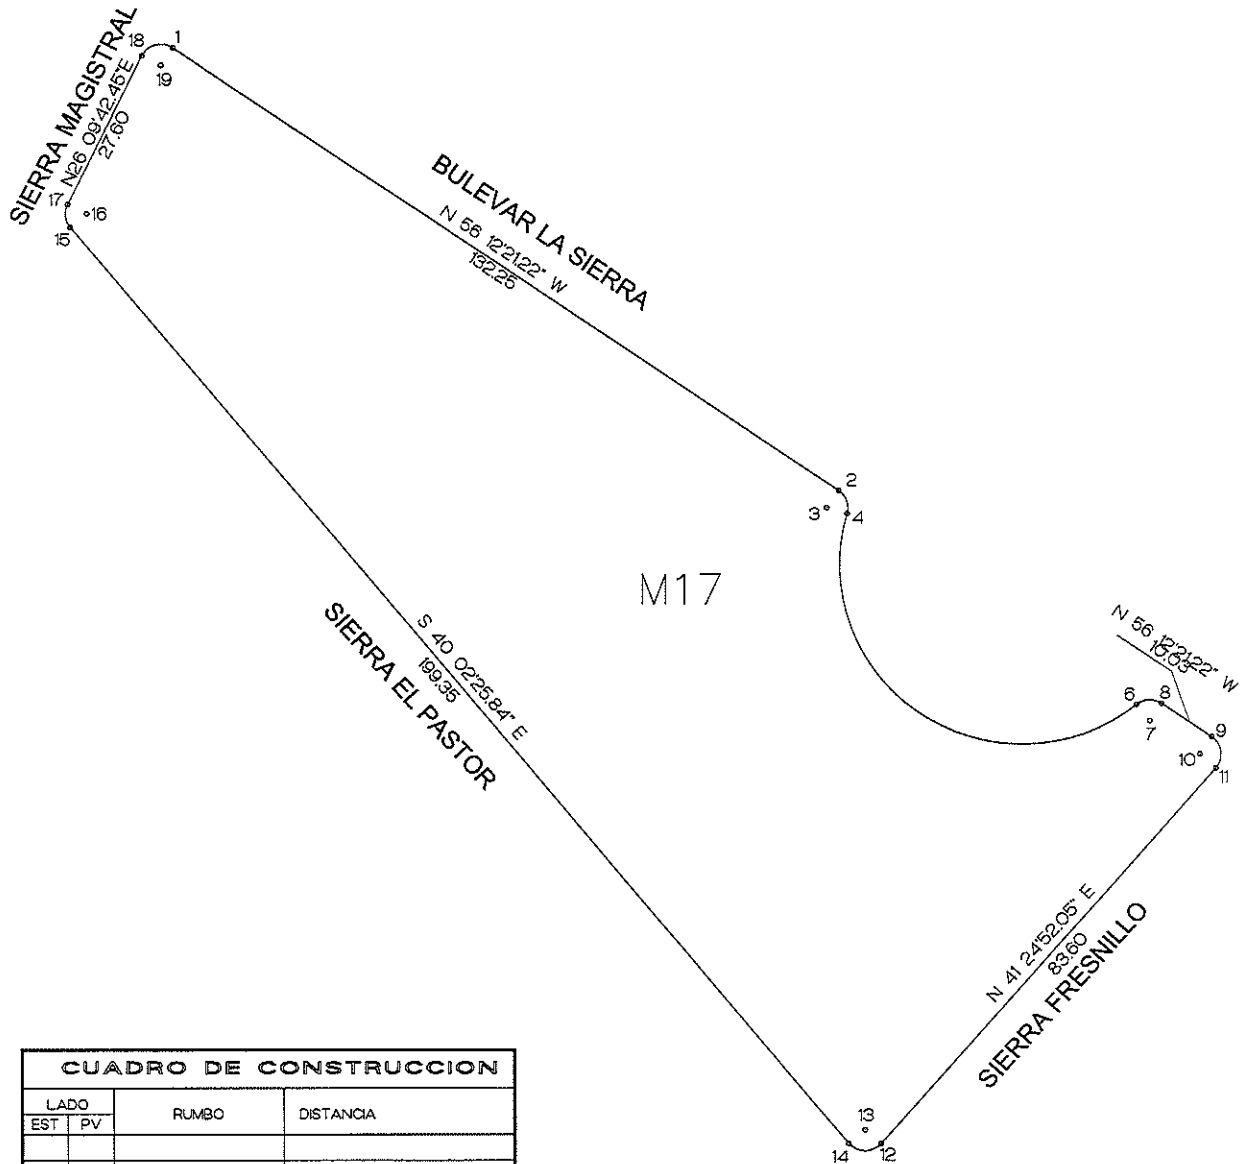 SIERRA MAGISTRAL
N26 09'42.45"E
27.60
18
1
19
17
16
15
BULEVAR LA SIERRA
N 56 12'21.22" W
132.25
2
3
4
M17
SIERRA EL PASTOR
S 40 02'25.84" E
199.35
N 56 12'21.22" W
10.03
6
8
7
9
10
11
N 41 24'52.05" E
83.60
SIERRA FRESNILLO
13
14
12
CUADRO DE CONSTRUCCION
LADO
RUMBO
DISTANCIA
EST
PV